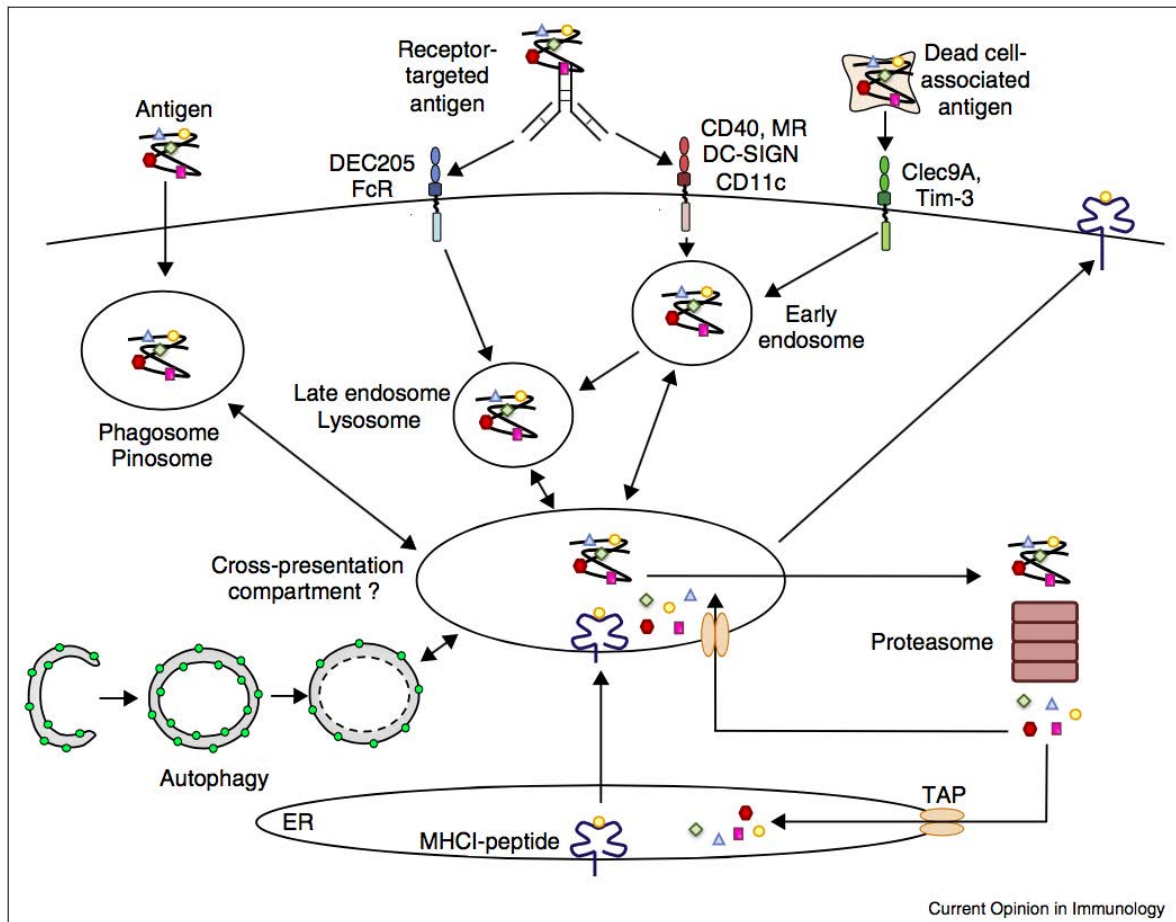 Receptor-
targeted
antigen
Dead cell-
associated
antigen
Antigen
DEC205
FcR
CD40, MR
DC-SIGN
CD11c
Clec9A,
Tim-3
Early
endosome
Late endosome
Lysosome
Phagosome
Pinosome
Cross-presentation
compartment ?
Proteasome
Autophagy
ER
MHCI-peptide
TAP
Current Opinion in Immunology